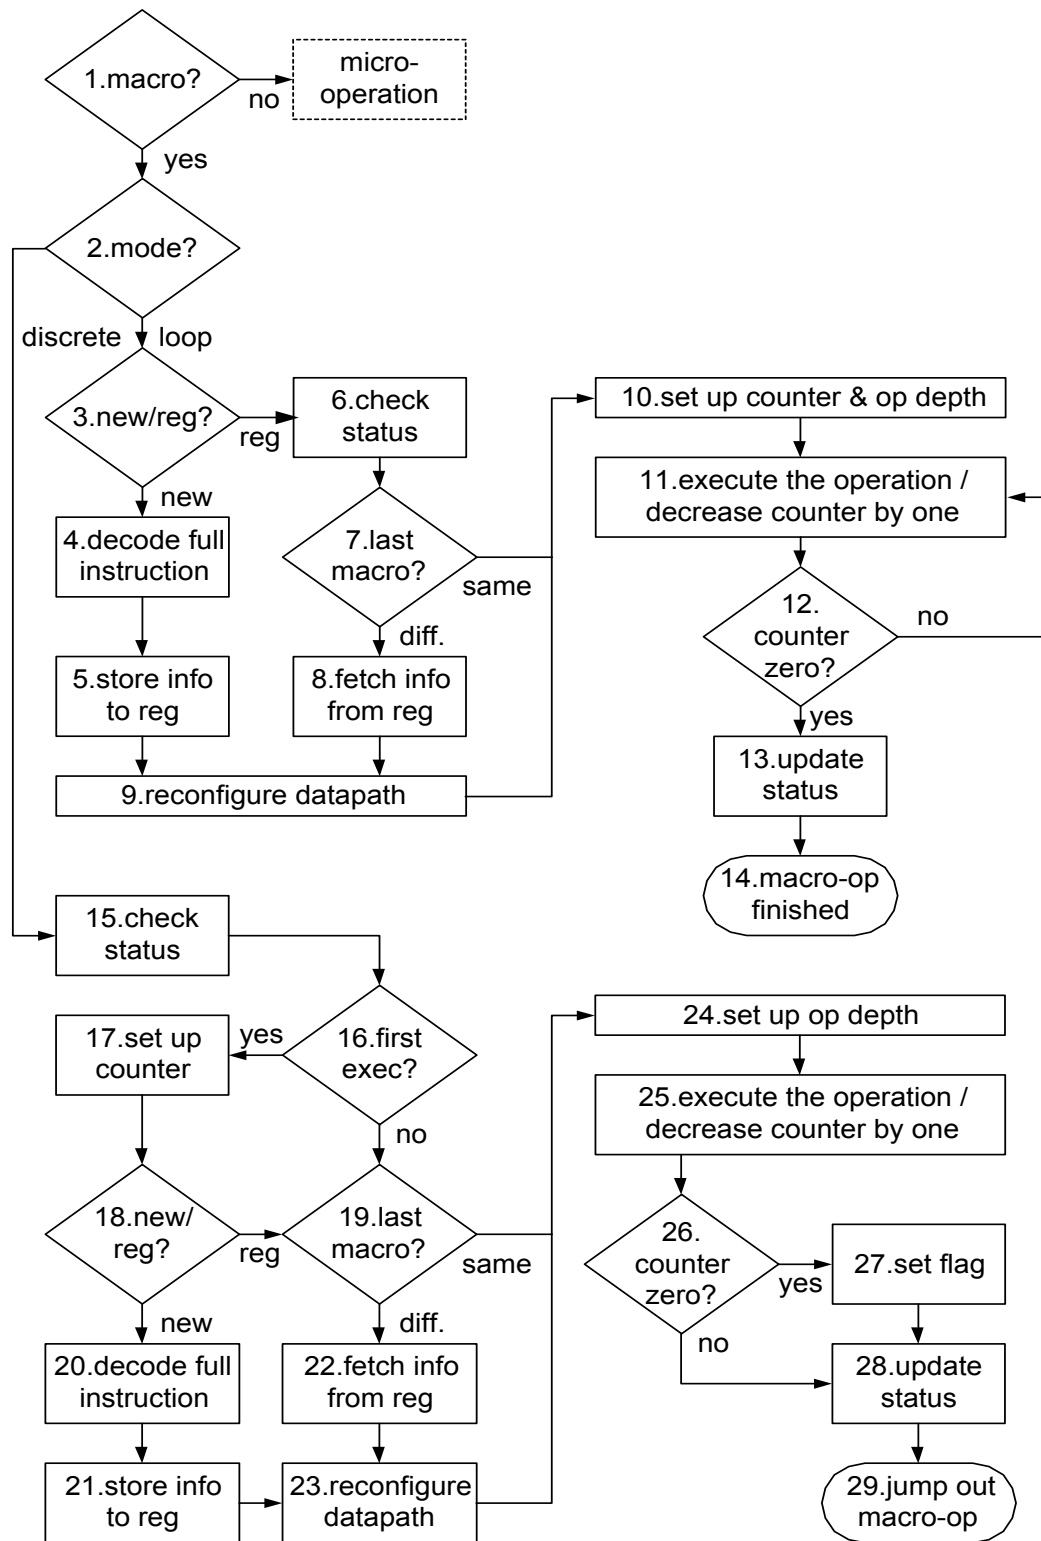 1.macro?
no
micro-
operation
yes
2.mode?
discrete
loop
3.new/reg?
reg
6.check
status
new
4.decode full
instruction
7.last
macro?
same
diff.
5.store info
to reg
8.fetch info
from reg
9.reconfigure datapath
10.set up counter & op depth
11.execute the operation /
decrease counter by one
12.
counter
zero?
no
yes
13.update
status
14.macro-op
finished
15.check
status
16.first
exec?
yes
17.set up
counter
no
18.new/
reg?
reg
19.last
macro?
same
new
diff.
20.decode full
instruction
22.fetch info
from reg
21.store info
to reg
23.reconfigure
datapath
24.set up op depth
25.execute the operation /
decrease counter by one
26.
counter
zero?
yes
27.set flag
no
28.update
status
29.jump out
macro-op